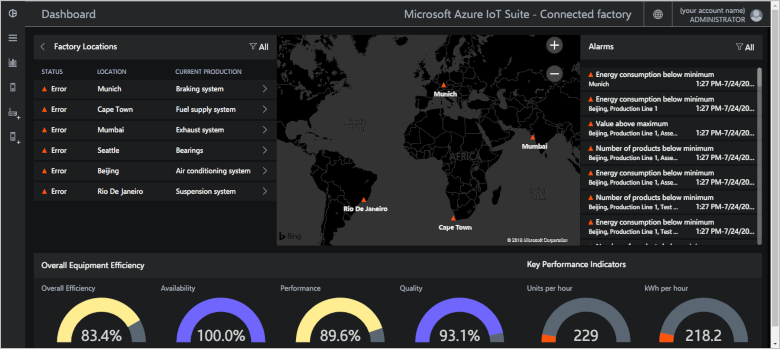 Dashboard
Microsoft Azure IoT Suite - Connected factory
(your account name)
ADMINISTRATOR
Factory Locations
All
STATUS LOCATION CURRENT PRODUCTION
Error Munich Braking system
Error Cape Town Fuel supply system
Error Mumbai Exhaust system
Error Seattle Bearings
Error Beijing Air conditioning system
Error Rio De Janeiro Suspension system
Munich
Mumbai
AFRICA
Rio De Janeiro
Cape Town
Bing
© 2018 Microsoft Corporation
Alarms
All
Energy consumption below minimum
Munich 1:27 PM-7/24/20...
Energy consumption below minimum
Beijing, Production Line 1 1:27 PM-7/24/20...
Value above maximum
Beijing, Production Line 1, Asse... 1:27 PM-7/24/20...
Number of products below minimum
Beijing, Production Line 1, Asse... 1:27 PM-7/24/20...
Energy consumption below minimum
Beijing, Production Line 1, Asse... 1:27 PM-7/24/20...
Number of products below minimum
Beijing, Production Line 1, Test ... 1:27 PM-7/24/20...
Energy consumption below minimum
Beijing, Production Line 1, Test ... 1:27 PM-7/24/20...
Overall Equipment Efficiency
Key Performance Indicators
Overall Efficiency Availability Performance Quality Units per hour kWh per hour
83.4% 100.0% 89.6% 93.1% 229 218.2